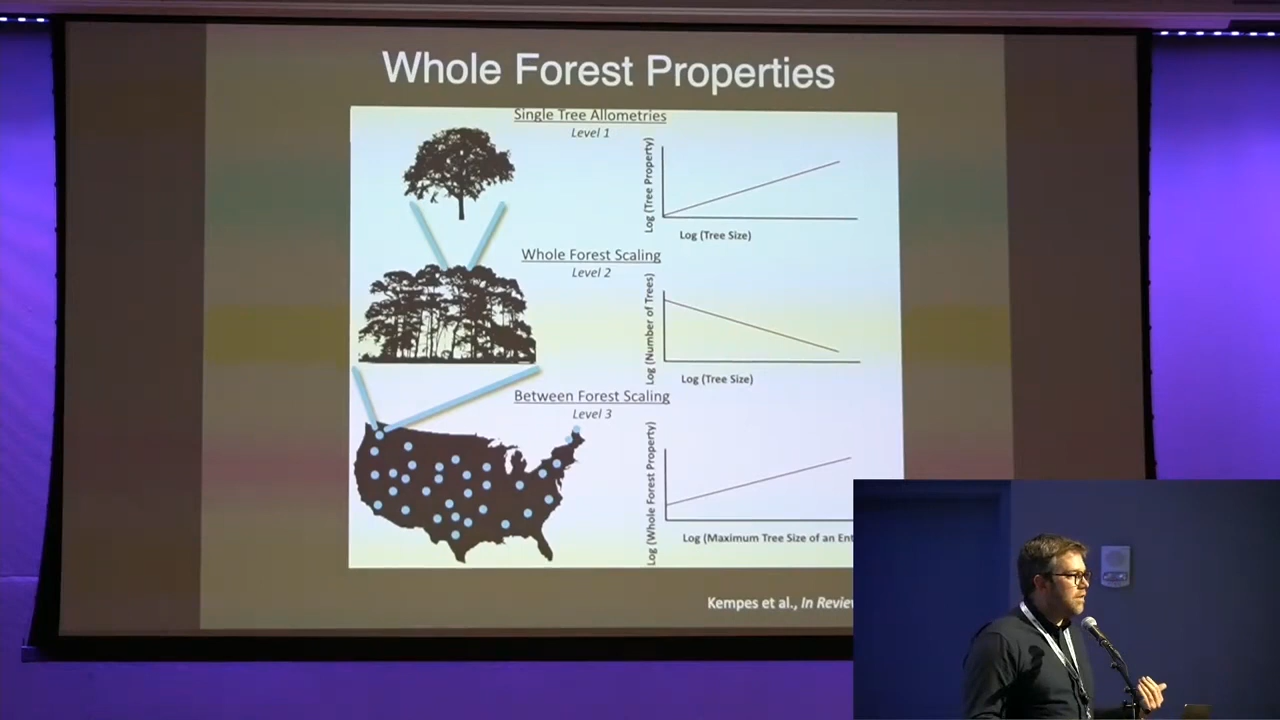 Whole Forest Properties
Single Tree Allometries
Level 1
Log (Tree Property)
Log (Tree Size)
Whole Forest Scaling
Level 2
Log (Number of Trees)
Log (Tree Size)
Between Forest Scaling
Level 3
Log (Whole Forest Property)
Log (Maximum Tree Size of an
Kempes et al., In